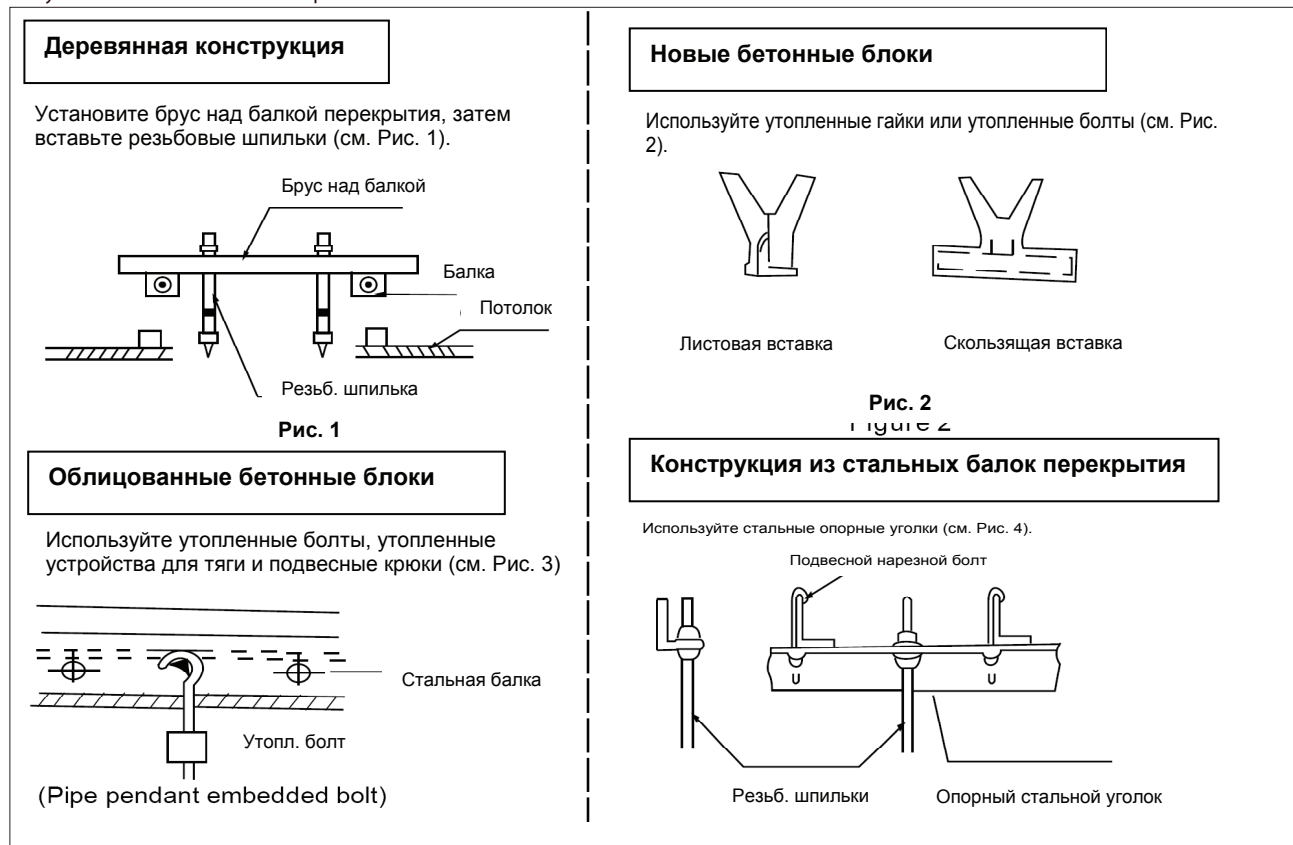 Деревянная конструкция
Установите брус над балкой перекрытия, затем
вставьте резьбовые шпильки (см. Рис. 1).
Брус над балкой
Балка
Потолок
Резьб. шпилька
Рис. 1
Новые бетонные блоки
Используйте утопленные гайки или утопленные болты (см. Рис.
2).
Листовая вставка
Скользящая вставка
Рис. 2
Figure 2
Облицованные бетонные блоки
Используйте утопленные болты, утопленные
устройства для тяги и подвесные крюки (см. Рис. 3)
Стальная балка
Утопл. болт
(Pipe pendant embedded bolt)
Конструкция из стальных балок перекрытия
Используйте стальные опорные уголки (см. Рис. 4).
Подвесной нарезной болт
Резьб. шпильки
Опорный стальной уголок